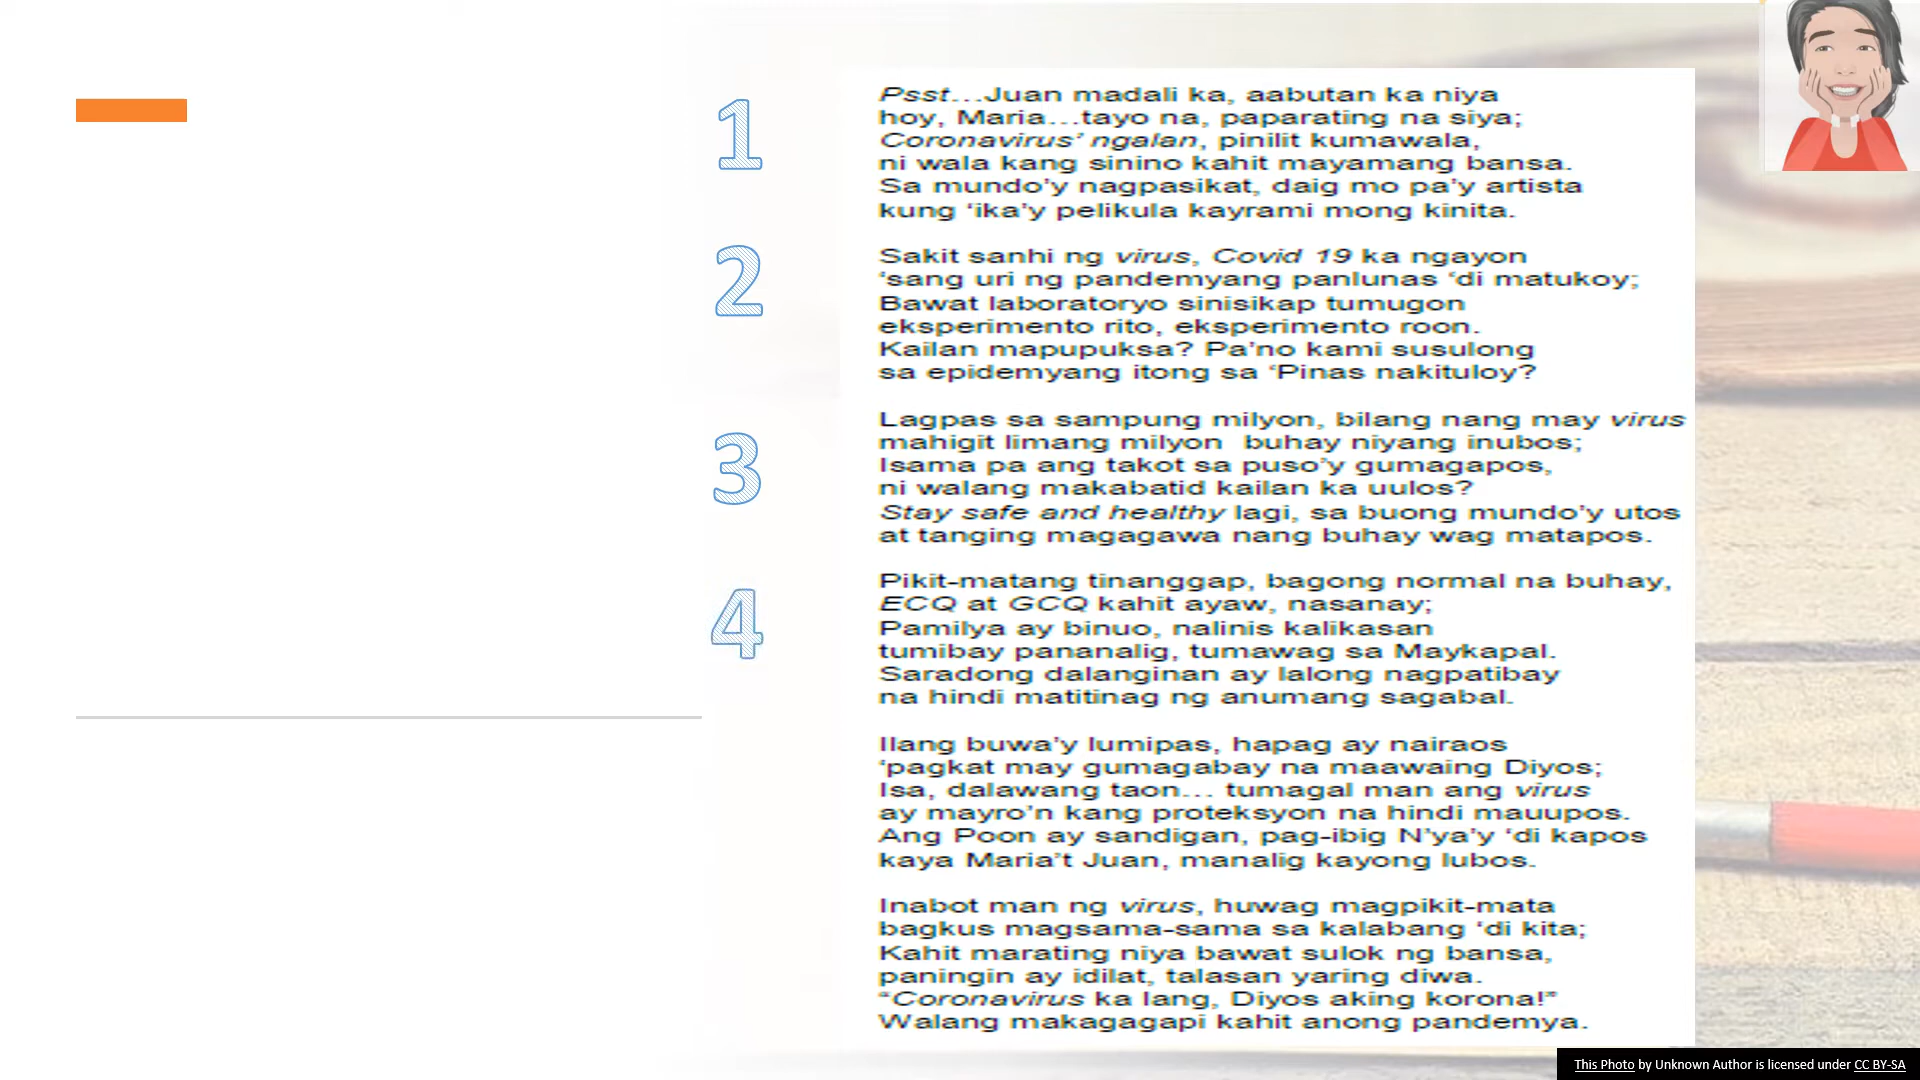 1
Psst...Juan madali ka, aabutan ka niya
hoy, Maria...tayo na, paparating na siya;
Coronavirus’ ngalan, pinilit kumawala,
ni wala kang sinino kahit mayamang bansa.
Sa mundo’y nagpasikat, daig mo pa’y artista
kung ‘ika’y pelikula kayrami mong kinita.
2
Sakit sanhi ng virus, Covid 19 ka ngayon
‘sang uri ng pandemyang panlunas ‘di matukoy;
Bawat laboratoryo sinisikap tumugon
eksperimento rito, eksperimento roon.
Kailan mapupuksa? Pa’no kami susulong
sa epidemyang itong sa ‘Pinas nakituloy?
3
Lagpas sa sampung milyon, bilang nang may virus
mahigit limang milyon buhay niyang inubos;
Isama pa ang takot sa puso’y gumagapos,
ni walang makabatid kailan ka uulos?
Stay safe and healthy lagi, sa buong mundo’y utos
at tanging magagawa nang buhay wag matapos.
4
Pikit-matang tinanggap, bagong normal na buhay,
ECQ at GCQ kahit ayaw, nasanay;
Pamilya ay binuo, nalinis kalikasan
tumibay pananalig, tumawag sa Maykapal.
Saradong dalanginan ay lalong nagpatibay
na hindi matitinag ng anumang sagabal.
Ilang buwa’y lumipas, hapag ay nairaos
‘pagkat may gumagabay na maawaing Diyos;
Isa, dalawang taon... tumagal man ang virus
ay mayro’n kang proteksyon na hindi mauupos.
Ang Poon ay sandigan, pag-ibig N’ya’y ‘di kapos
kaya Maria’t Juan, manalig kayong lubos.
Inabot man ng virus, huwag magpikit-mata
bagkus magsama-sama sa kalabang ‘di kita;
Kahit marating niya bawat sulok ng bansa,
paningin ay idilat, talasan yaring diwa.
“Coronavirus ka lang, Diyos aking korona!”
Walang makagagapi kahit anong pandemya.
This Photo by Unknown Author is licensed under CC BY-SA